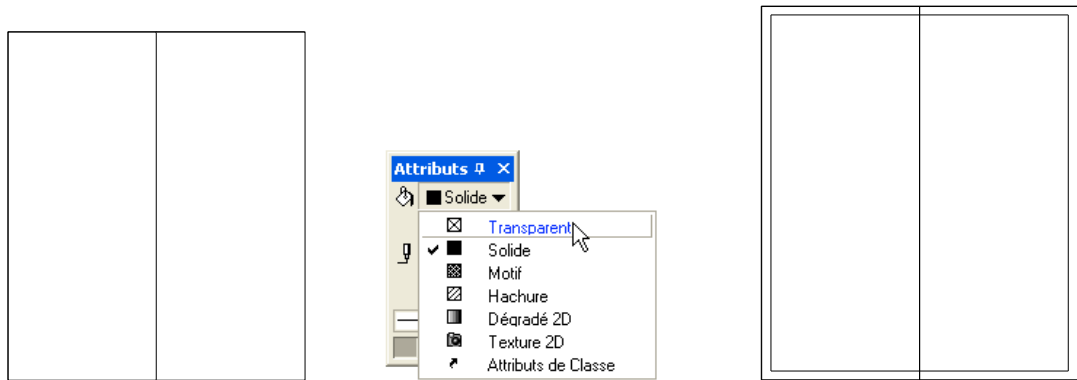 Attributs
Solide
Transparent
Solide
Motif
Hachure
Dégradé 2D
Texture 2D
Attributs de Classe